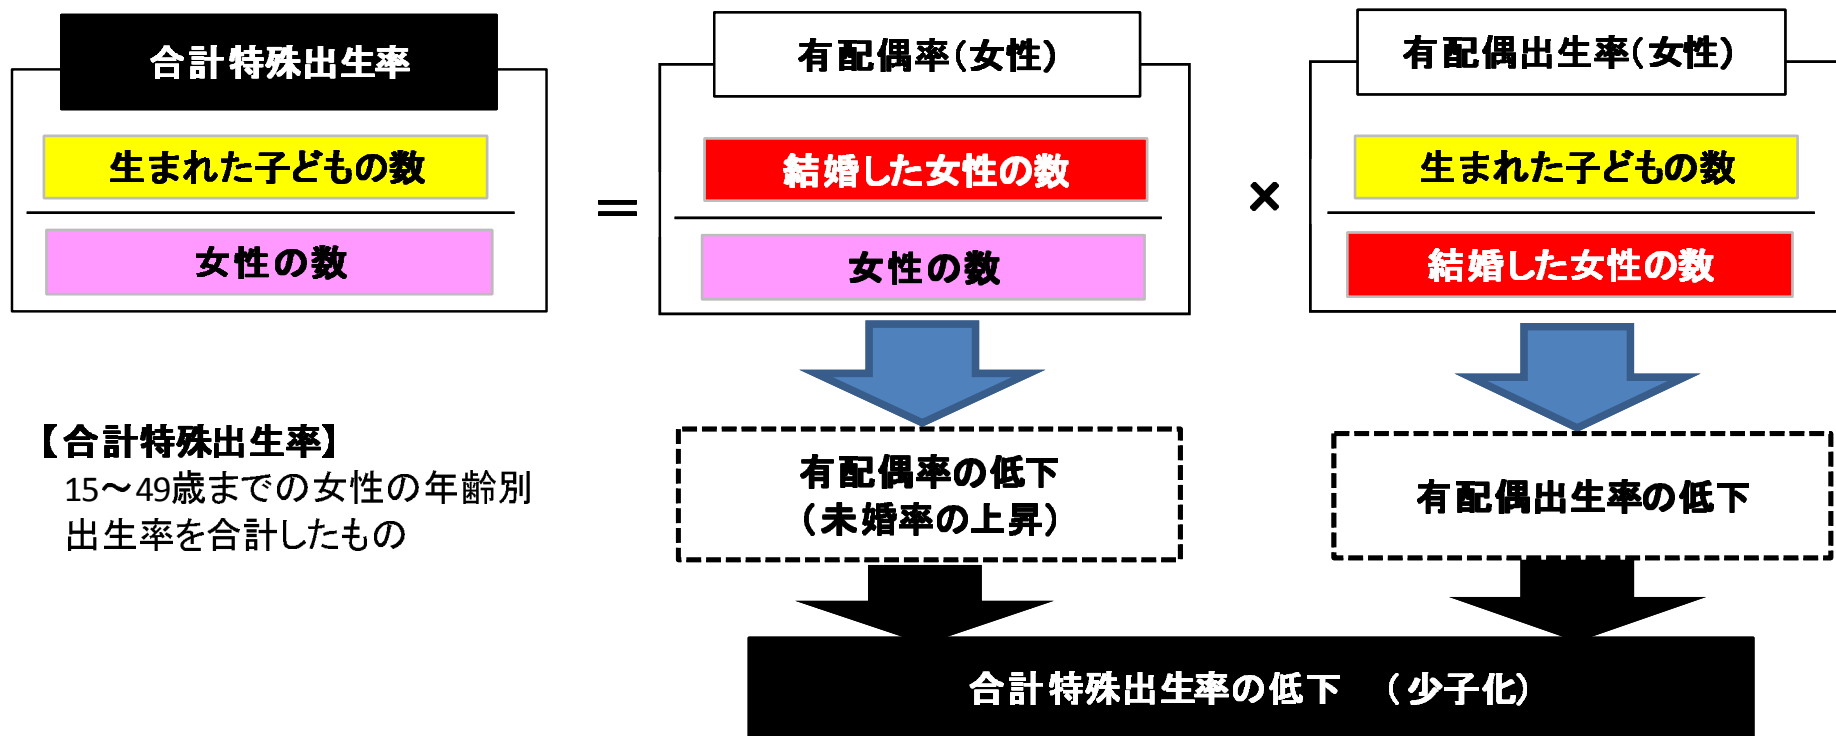 合計特殊出生率
生まれた子どもの数
女性の数
＝
有配偶率（女性）
結婚した女性の数
女性の数
×
有配偶出生率（女性）
生まれた子どもの数
結婚した女性の数
【合計特殊出生率】
15～49歳までの女性の年齢別
出生率を合計したもの
有配偶率の低下
（未婚率の上昇）
有配偶出生率の低下
合計特殊出生率の低下　（少子化）